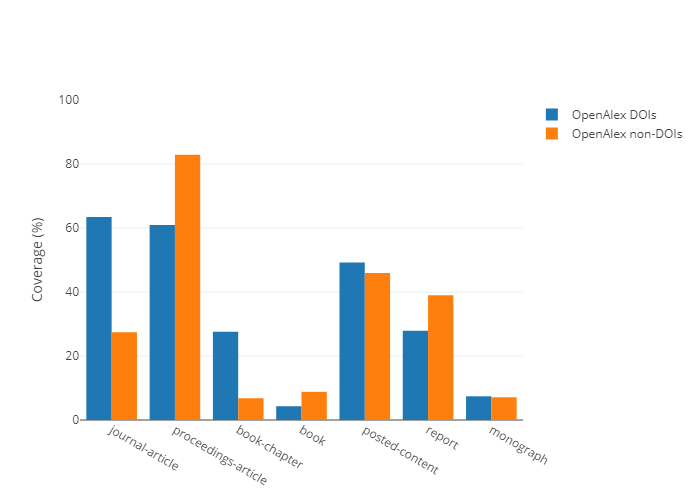 100
80
60
40
20
0
Coverage (%)
journal-article
proceedings-article
book-chapter
book
posted-content
report
monograph
OpenAlex DOIs
OpenAlex non-DOIs